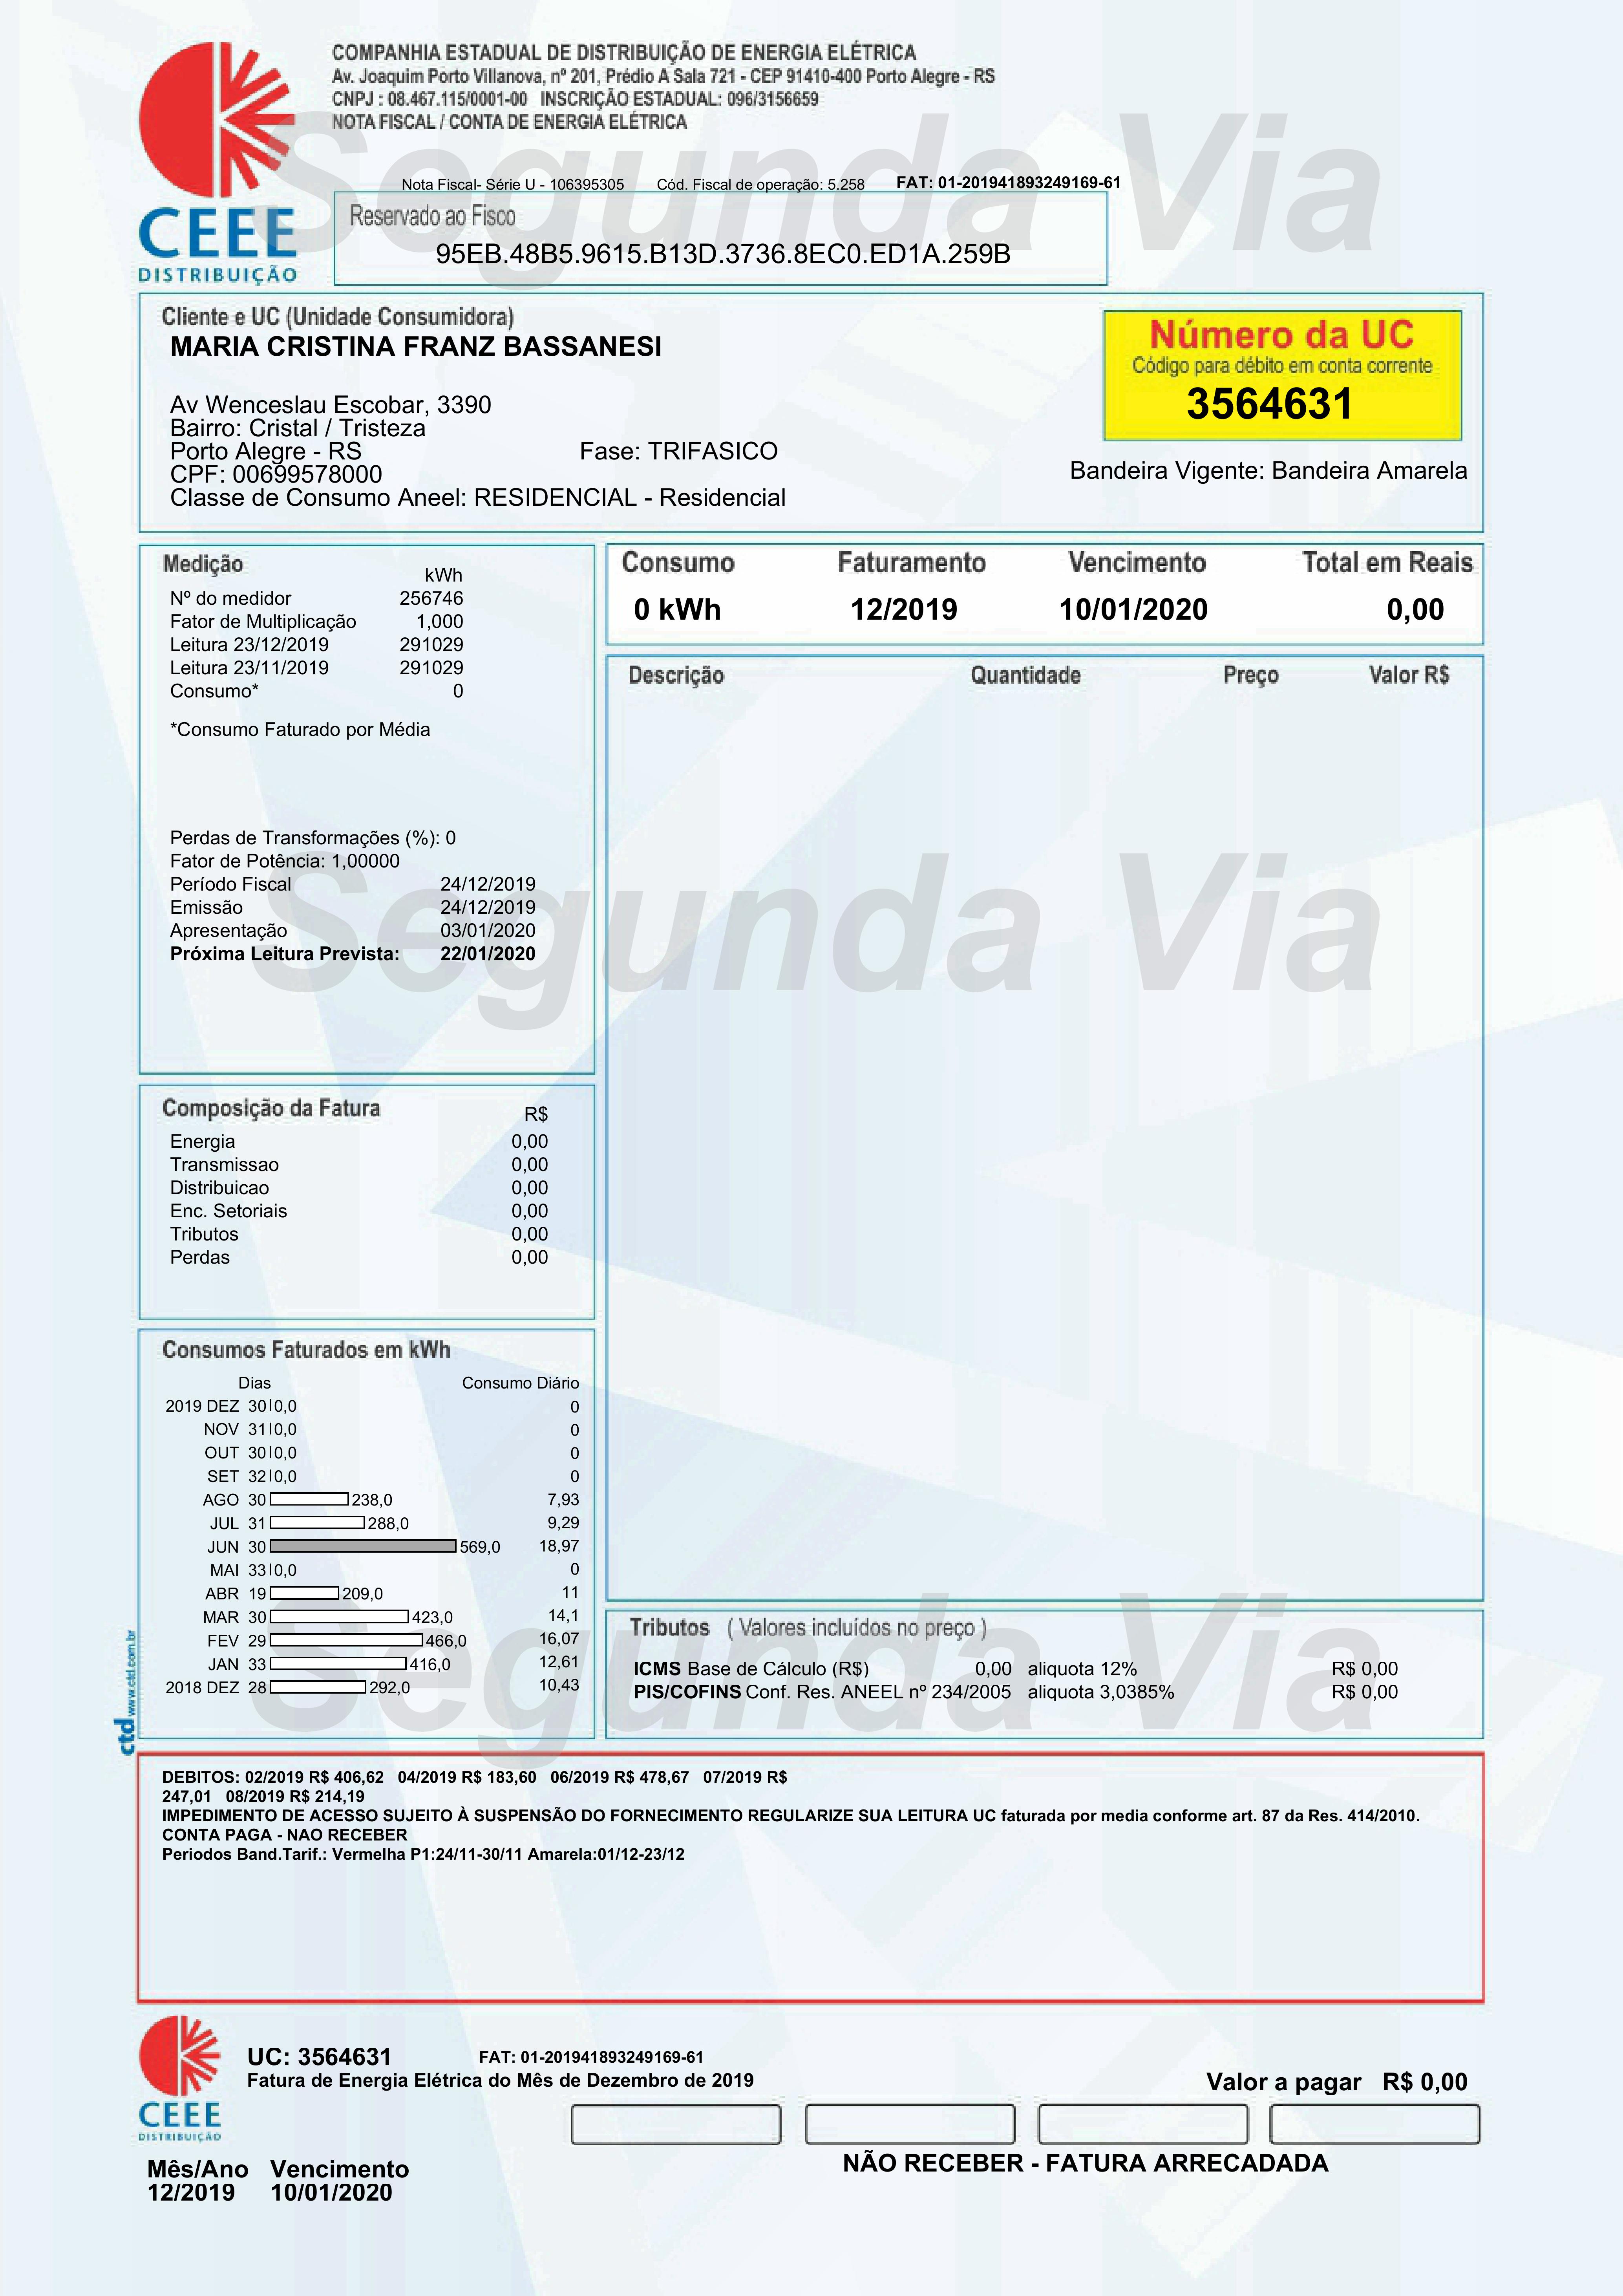 COMPANHIA ESTADUAL DE DISTRIBUIÇÃO DE ENERGIA ELÉTRICA
Av. Joaquim Porto Villanova, nº 201, Prédio A Sala 721 - CEP 91410-400 Porto Alegre - RS
CNPJ : 08.467.115/0001-00 INSCRIÇÃO ESTADUAL: 096/3156659
NOTA FISCAL / CONTA DE ENERGIA ELÉTRICA
Segunda Via
Nota Fiscal- Série U - 106395305 Cód. Fiscal de operação: 5.258 FAT: 01-201941893249169-61
CEEE
DISTRIBUIÇÃO
Reservado ao Fisco
95EB.48B5.9615.B13D.3736.8EC0.ED1A.259B
Cliente e UC (Unidade Consumidora)
MARIA CRISTINA FRANZ BASSANESI
Av Wenceslau Escobar, 3390
Bairro: Cristal / Tristeza
Porto Alegre - RS Fase: TRIFASICO
CPF: 00699578000
Classe de Consumo Aneel: RESIDENCIAL - Residencial
Número da UC
Código para débito em conta corrente
3564631
Bandeira Vigente: Bandeira Amarela
Medição
kWh
Nº do medidor 256746
Fator de Multiplicação 1,000
Leitura 23/12/2019 291029
Leitura 23/11/2019 291029
Consumo* 0
*Consumo Faturado por Média
Perdas de Transformações (%): 0
Fator de Potência: 1,00000
Período Fiscal 24/12/2019
Emissão 24/12/2019
Apresentação 03/01/2020
Próxima Leitura Prevista: 22/01/2020
Consumo Faturamento Vencimento Total em Reais
0 kWh 12/2019 10/01/2020 0,00
Descrição Quantidade Preço Valor R$
Segunda Via
Composição da Fatura R$
Energia 0,00
Transmissao 0,00
Distribuicao 0,00
Enc. Setoriais 0,00
Tributos 0,00
Perdas 0,00
Consumos Faturados em kWh
Dias Consumo Diário
2019 DEZ 30 0,0 0
NOV 31 0,0 0
OUT 30 0,0 0
SET 32 0,0 0
AGO 30 238,0 7,93
JUL 31 288,0 9,29
JUN 30 569,0 18,97
MAI 33 0,0 0
ABR 19 209,0 11
MAR 30 423,0 14,1
FEV 29 466,0 16,07
JAN 33 416,0 12,61
2018 DEZ 28 292,0 10,43
Segunda Via
Tributos ( Valores incluídos no preço )
ICMS Base de Cálculo (R$) 0,00 aliquota 12% R$ 0,00
PIS/COFINS Conf. Res. ANEEL nº 234/2005 aliquota 3,0385% R$ 0,00
ctd www.ctd.com.br
DEBITOS: 02/2019 R$ 406,62 04/2019 R$ 183,60 06/2019 R$ 478,67 07/2019 R$
247,01 08/2019 R$ 214,19
IMPEDIMENTO DE ACESSO SUJEITO À SUSPENSÃO DO FORNECIMENTO REGULARIZE SUA LEITURA UC faturada por media conforme art. 87 da Res. 414/2010.
CONTA PAGA - NAO RECEBER
Periodos Band.Tarif.: Vermelha P1:24/11-30/11 Amarela:01/12-23/12
CEEE
DISTRIBUIÇÃO
UC: 3564631 FAT: 01-201941893249169-61
Fatura de Energia Elétrica do Mês de Dezembro de 2019
Valor a pagar R$ 0,00
NÃO RECEBER - FATURA ARRECADADA
Mês/Ano Vencimento
12/2019 10/01/2020